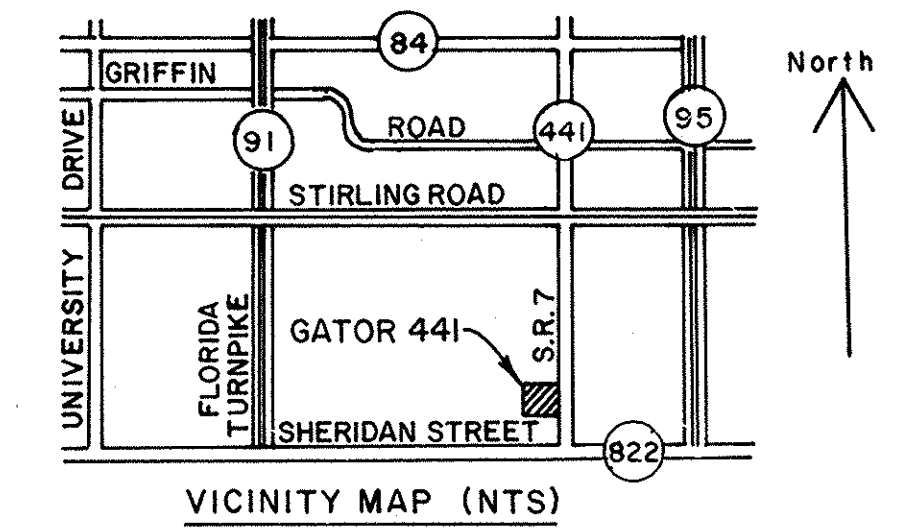 84
North
GRIFFIN
95
ROAD
441
91
DRIVE
STIRLING ROAD
UNIVERSITY
FLORIDA
TURNPIKE
S.R. 7
GATOR 441
SHERIDAN STREET
822
VICINITY MAP (NTS)